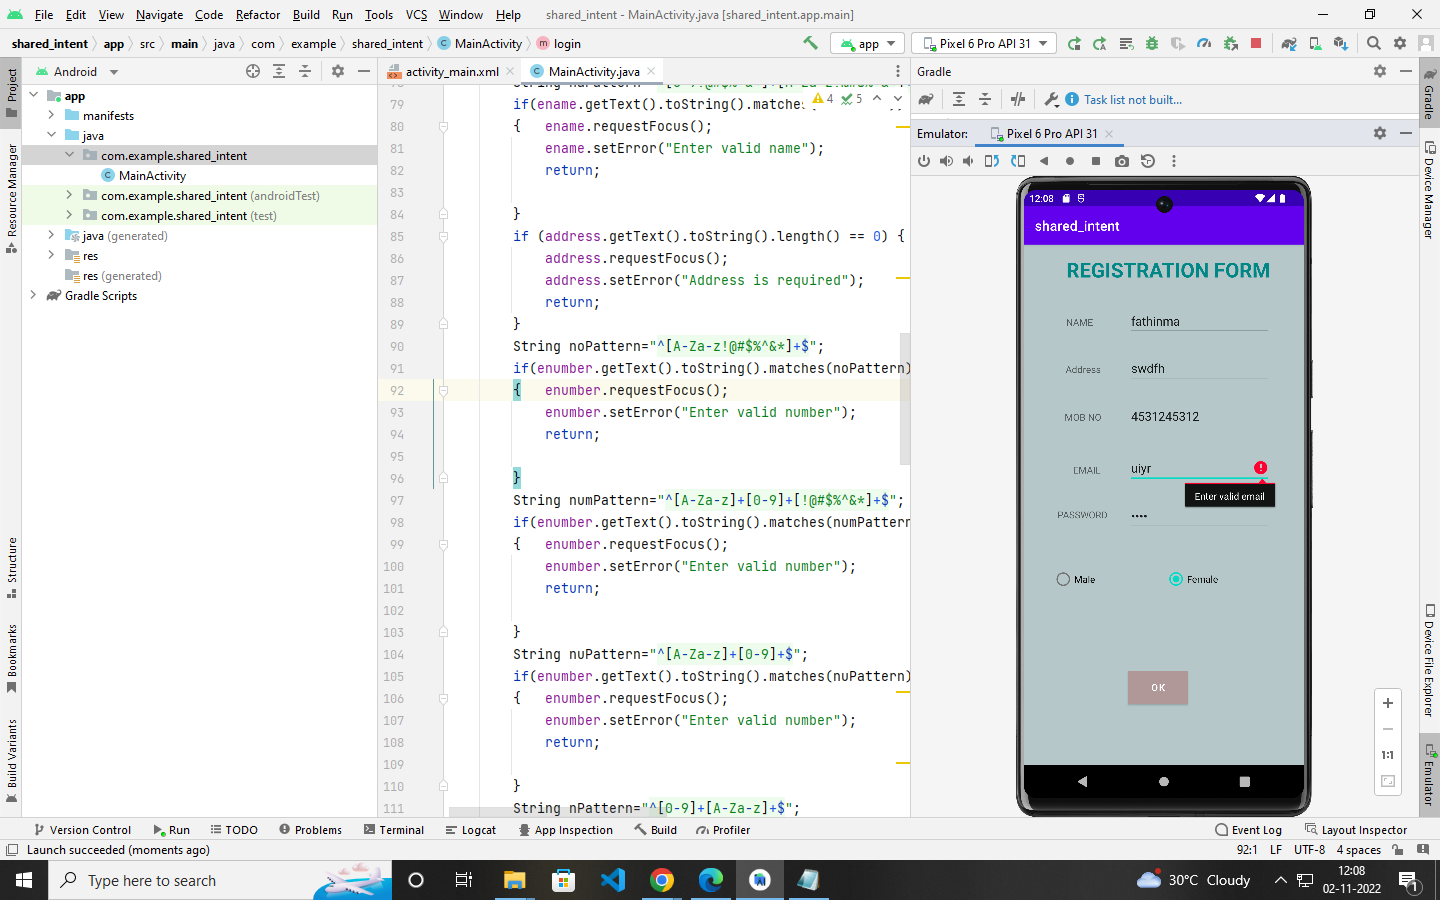 File Edit View Navigate Code Refactor Build Run Tools VCS Window Help shared_intent - MainActivity.java [shared_intent.app.main]
shared_intent app src main java com example shared_intent MainActivity login app Pixel 6 Pro API 31
Android
activity_main.xml MainActivity.java
Gradle
Task list not built...
Emulator: Pixel 6 Pro API 31
Project
Resource Manager
Structure
Bookmarks
Build Variants
app
manifests
java
com.example.shared_intent
MainActivity
com.example.shared_intent (androidTest)
com.example.shared_intent (test)
java (generated)
res
res (generated)
Gradle Scripts
4 5
79 if(ename.getText().toString().matches(
80 { ename.requestFocus();
81 ename.setError("Enter valid name");
82 return;
83
84 }
85 if (address.getText().toString().length() == 0) {
86 address.requestFocus();
87 address.setError("Address is required");
88 return;
89 }
90 String noPattern="^[A-Za-z!@#$%^&*]+$";
91 if(enumber.getText().toString().matches(noPattern)
92 { enumber.requestFocus();
93 enumber.setError("Enter valid number");
94 return;
95
96 }
97 String numPattern="^[A-Za-z]+[0-9]+[!@#$%^&*]+$";
98 if(enumber.getText().toString().matches(numPattern
99 { enumber.requestFocus();
100 enumber.setError("Enter valid number");
101 return;
102
103 }
104 String nuPattern="^[A-Za-z]+[0-9]+$";
105 if(enumber.getText().toString().matches(nuPattern)
106 { enumber.requestFocus();
107 enumber.setError("Enter valid number");
108 return;
109
110 }
111 String nPattern="^[0-9]+[A-Za-z]+$";
12:08
shared_intent
REGISTRATION FORM
NAME fathinma
Address swdfh
MOB NO 4531245312
EMAIL uiyr
Enter valid email
PASSWORD ••••
Male Female
OK
1:1
Gradle
Device Manager
Device File Explorer
Emulator
Version Control Run TODO Problems Terminal Logcat App Inspection Build Profiler Event Log Layout Inspector
Launch succeeded (moments ago) 92:1 LF UTF-8 4 spaces
Type here to search 30°C Cloudy 12:08
02-11-2022
1